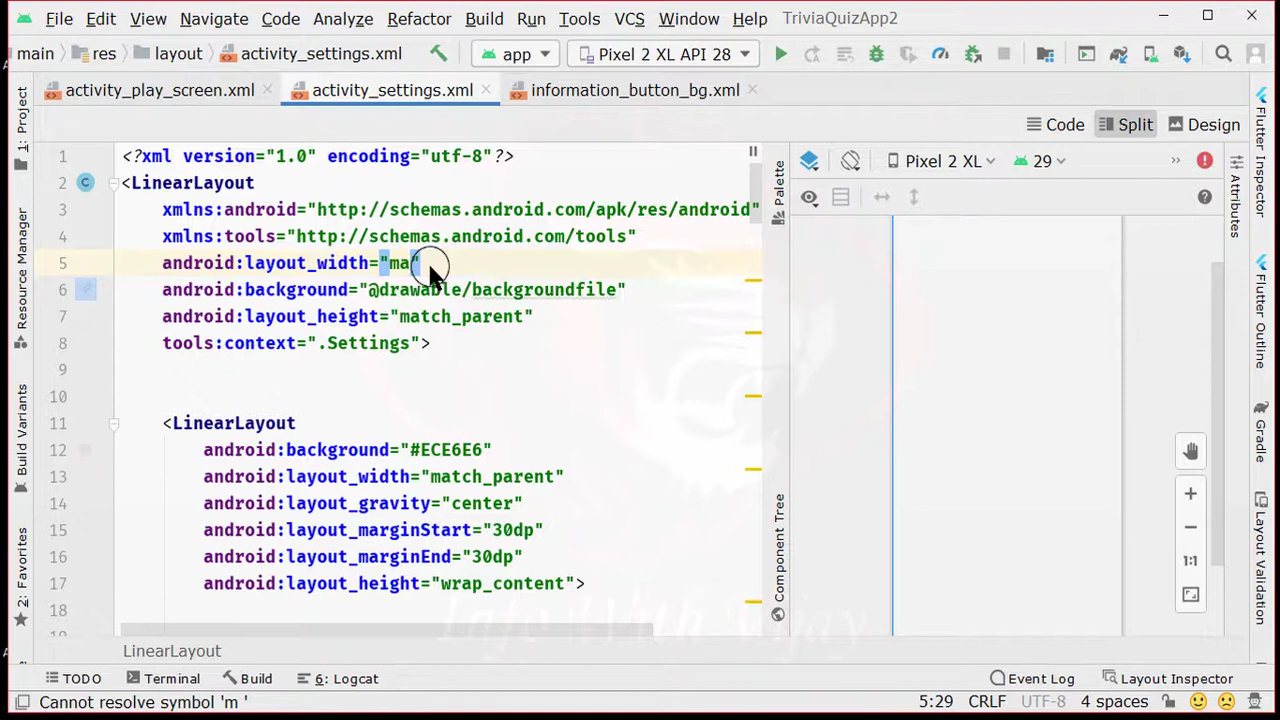 File Edit View Navigate Code Analyze Refactor Build Run Tools VCS Window Help TriviaQuizApp2
main res layout activity_settings.xml app Pixel 2 XL API 28
activity_play_screen.xml activity_settings.xml information_button_bg.xml
Code Split Design
1: Project
Resource Manager
Build Variants
2: Favorites
1 <?xml version="1.0" encoding="utf-8"?>
2 <LinearLayout
3 xmlns:android="http://schemas.android.com/apk/res/android"
4 xmlns:tools="http://schemas.android.com/tools"
5 android:layout_width="ma"
6 android:background="@drawable/backgroundfile"
7 android:layout_height="match_parent"
8 tools:context=".Settings">
9
10
11 <LinearLayout
12 android:background="#ECE6E6"
13 android:layout_width="match_parent"
14 android:layout_gravity="center"
15 android:layout_marginStart="30dp"
16 android:layout_marginEnd="30dp"
17 android:layout_height="wrap_content">
18
LinearLayout
Palette
Component Tree
Pixel 2 XL 29
1:1
Attributes
Flutter Inspector
Flutter Outline
Gradle
Layout Validation
TODO Terminal Build 6: Logcat Event Log Layout Inspector
Cannot resolve symbol 'm ' 5:29 CRLF UTF-8 4 spaces